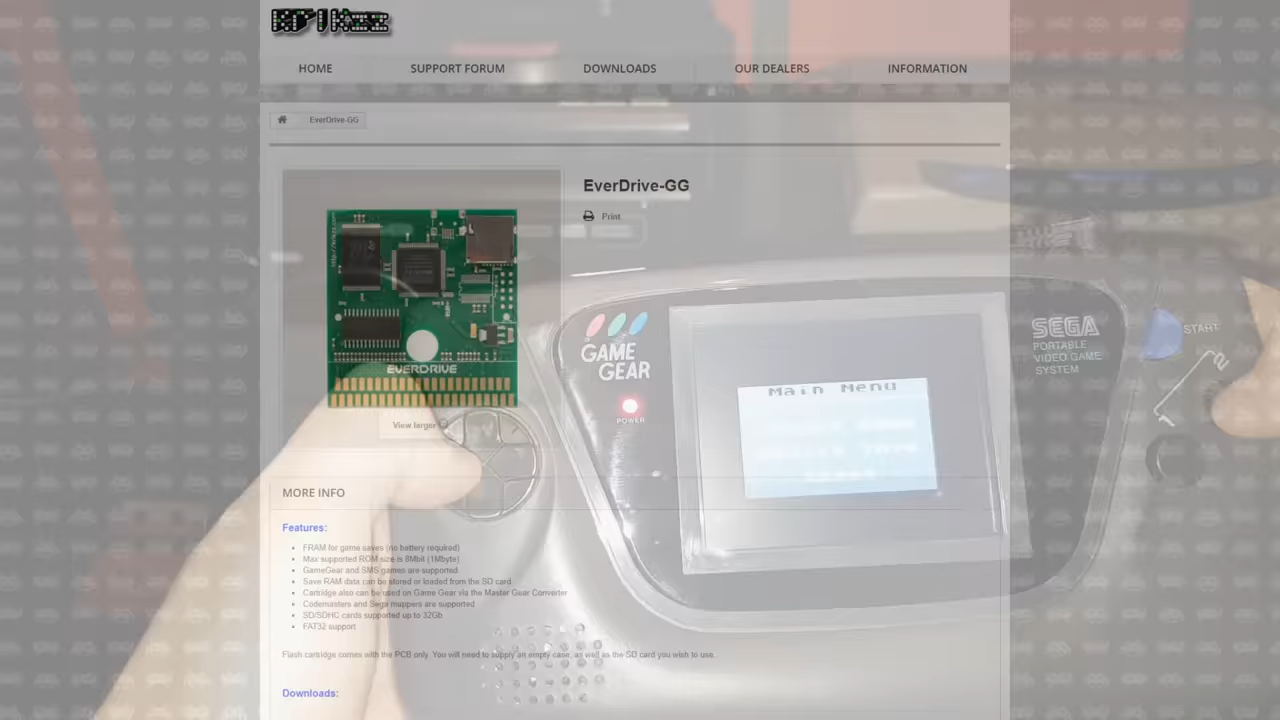 KRIKzz
HOME SUPPORT FORUM DOWNLOADS OUR DEALERS INFORMATION
EverDrive-GG
EverDrive-GG
Print
EVERDRIVE
View larger
GAME GEAR
POWER
Main Menu
SEGA
PORTABLE
VIDEO GAME
SYSTEM
START
MORE INFO
Features:
FRAM for game saves (no battery required)
Max supported ROM size is 8Mbit (1Mbyte)
GameGear and SMS games are supported
Save RAM data can be stored or loaded from the SD card
Cartridge also can be used on Game Gear via the Master Gear Converter
Codemasters and Sega mappers are supported
SD/SDHC cards supported up to 32Gb
FAT32 support
Flash cartridge comes with the PCB only. You will need to supply an empty case, as well as the SD card you wish to use.
Downloads: